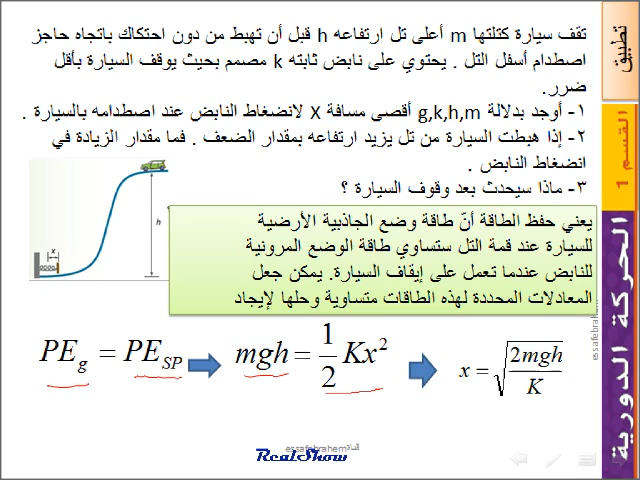 تقف سيارة كتلتها m أعلى تل ارتفاعه h قبل أن تهبط من دون احتكاك باتجاه حاجز
اصطدام أسفل التل . يحتوي على نابض ثابته k مصمم بحيث يوقف السيارة بأقل
ضرر.
١- أوجد بدلالة g,k,h,m أقصى مسافة X لانضغاط النابض عند اصطدامه بالسيارة .
٢- إذا هبطت السيارة من تل يزيد ارتفاعه بمقدار الضعف . فما مقدار الزيادة في
انضغاط النابض .
٣- ماذا سيحدث بعد وقوف السيارة ؟
يعني حفظ الطاقة أنّ طاقة وضع الجاذبية الأرضية
للسيارة عند قمة التل ستساوي طاقة الوضع المرونية
للنابض عندما تعمل على إيقاف السيارة. يمكن جعل
المعادلات المحددة لهذه الطاقات متساوية وحلها لإيجاد
h
x
PE_g = PE_SP
mgh = 1/2 Kx²
x = √(2mgh/K)
تطبيق
القسم 1
الحركة الدورية
قناة essafebrahem
RealShow